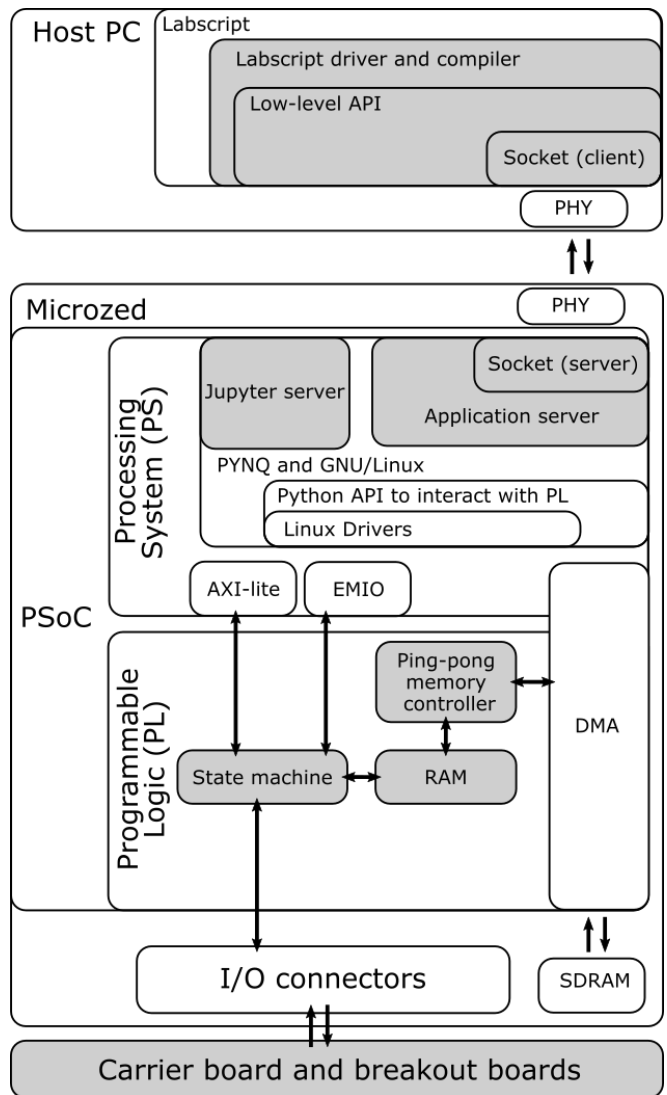 Host PC
Labscript
Labscript driver and compiler
Low-level API
Socket (client)
PHY
Microzed
PHY
PSoC
Processing
System (PS)
Jupyter server
Socket (server)
Application server
PYNQ and GNU/Linux
Python API to interact with PL
Linux Drivers
AXI-lite
EMIO
DMA
Programmable
Logic (PL)
Ping-pong
memory
controller
State machine
RAM
I/O connectors
SDRAM
Carrier board and breakout boards